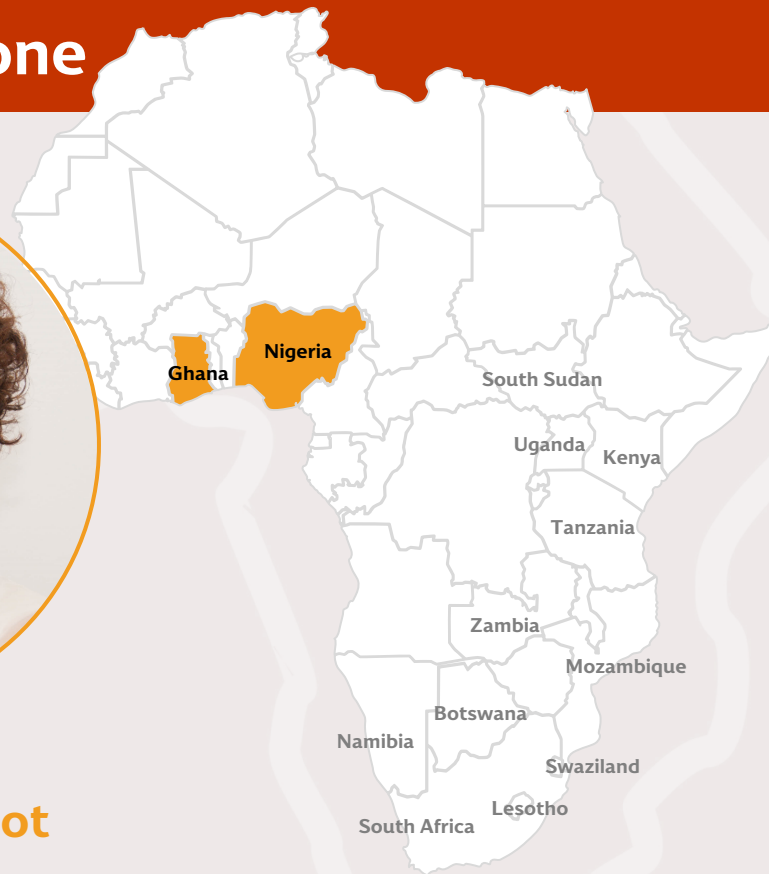 one
Nigeria
Ghana
South Sudan
Uganda
Kenya
Tanzania
Zambia
Mozambique
Botswana
Namibia
Swaziland
Lesotho
South Africa
ot